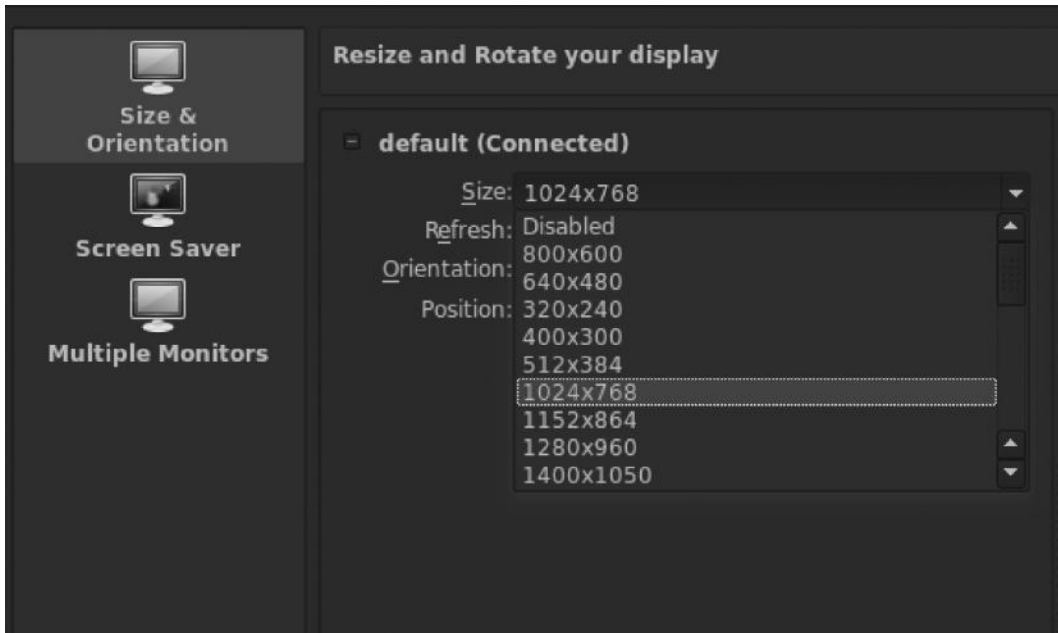 Size &
Orientation
Screen Saver
Multiple Monitors
Resize and Rotate your display
default (Connected)
Size: 1024x768
Refresh:
Orientation:
Position:
Disabled
800x600
640x480
320x240
400x300
512x384
1024x768
1152x864
1280x960
1400x1050